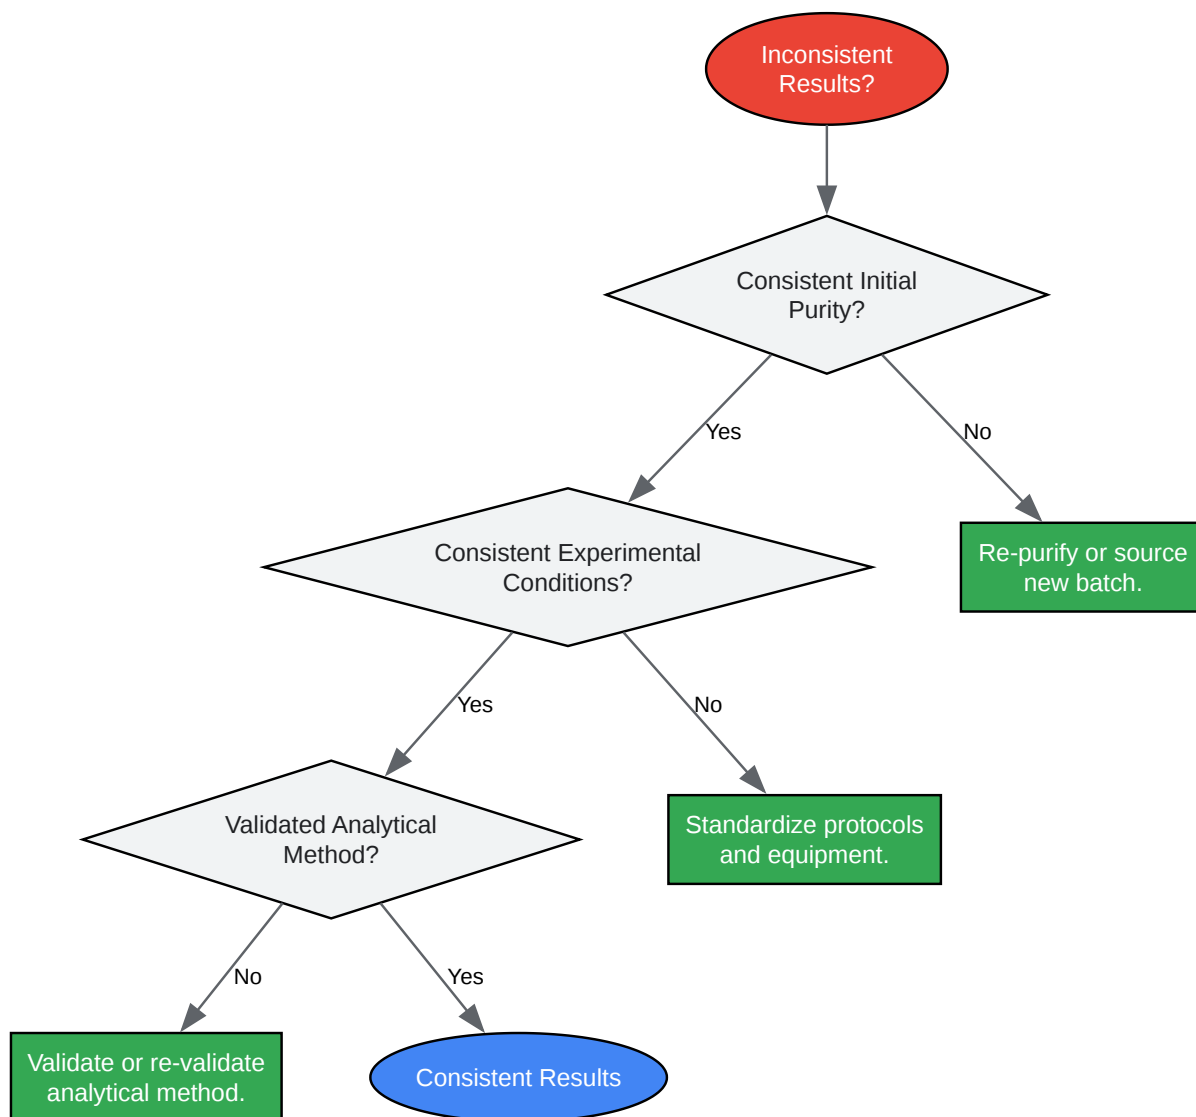 Inconsistent
Results?
Consistent Initial
Purity?
Yes
No
Consistent Experimental
Conditions?
Re-purify or source
new batch.
Yes
No
Validated Analytical
Method?
Standardize protocols
and equipment.
No
Yes
Validate or re-validate
analytical method.
Consistent Results